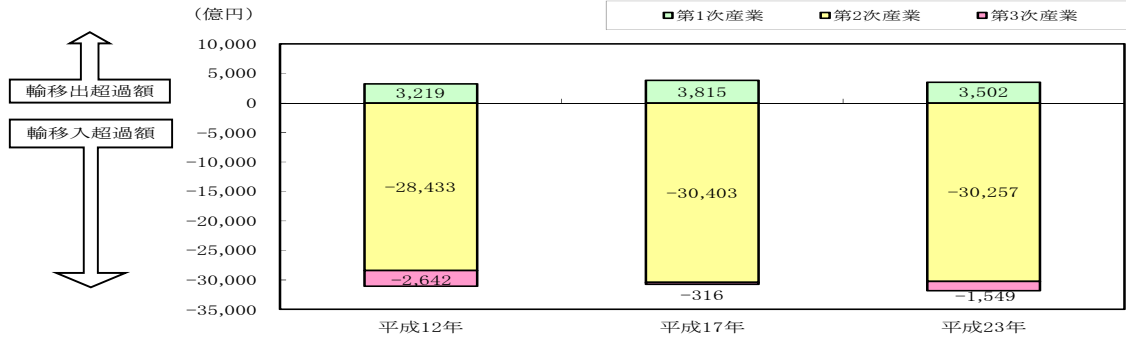 （億円）
第1次産業 第2次産業 第3次産業
輸移出超過額
輸移入超過額
10,000
5,000
0
−5,000
−10,000
−15,000
−20,000
−25,000
−30,000
−35,000
3,219 3,815 3,502
−28,433 −30,403 −30,257
−2,642 −316 −1,549
平成12年 平成17年 平成23年